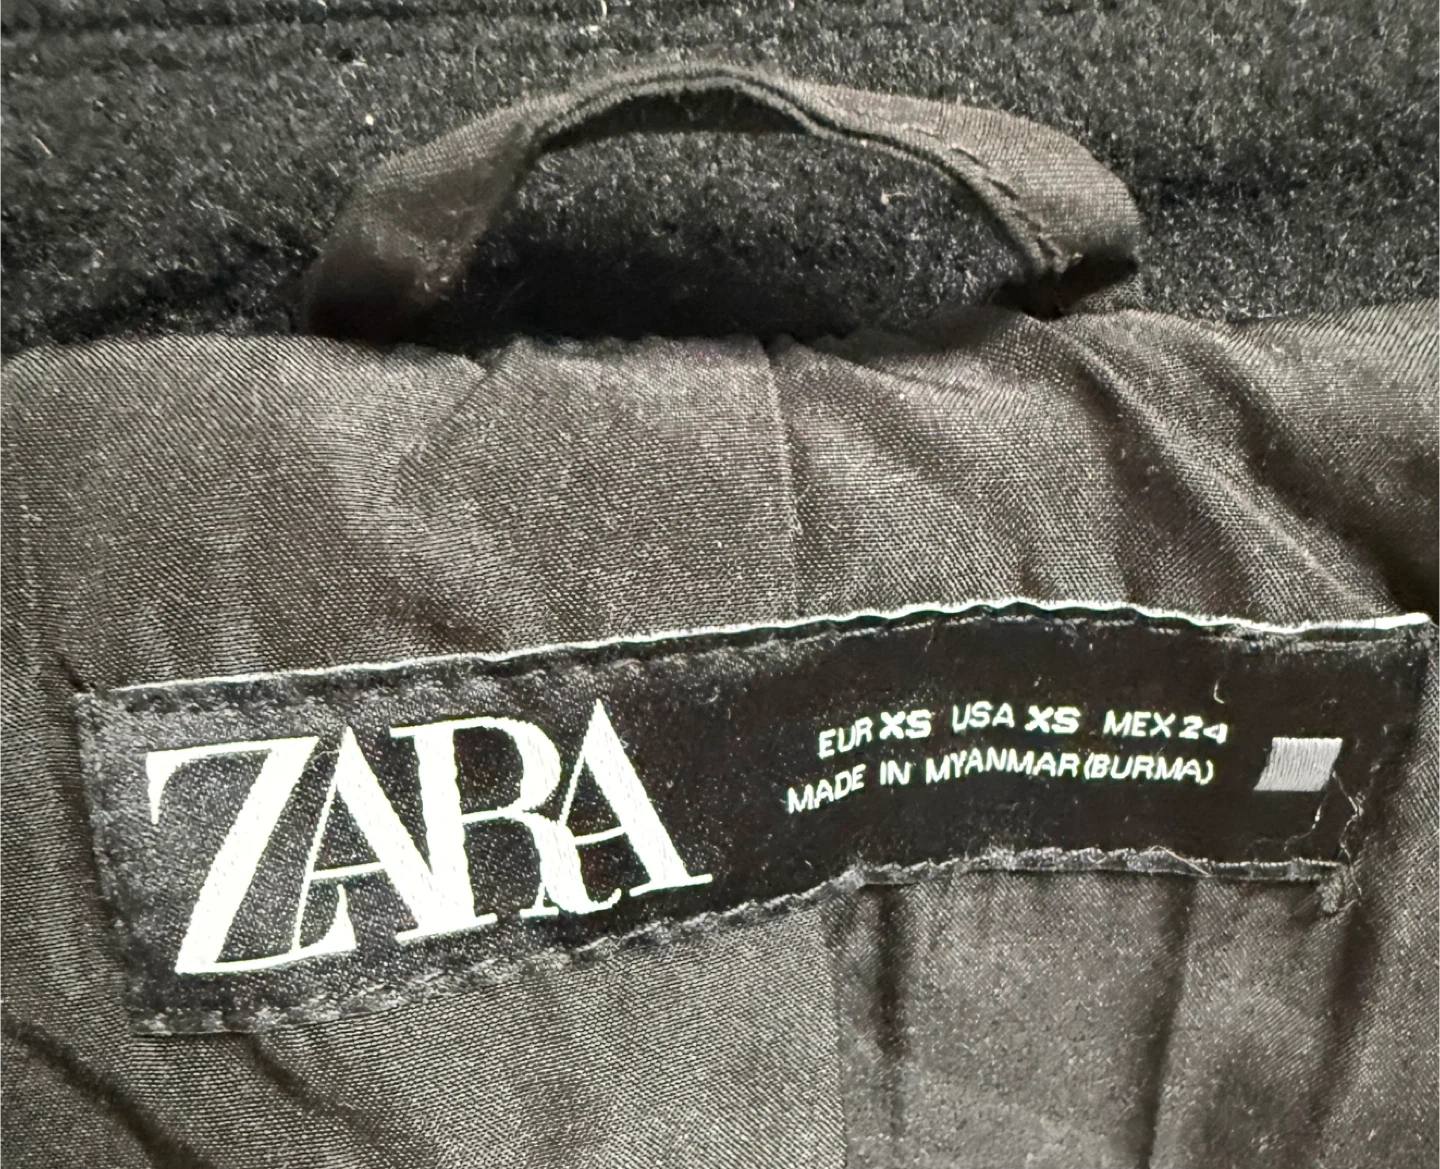 ZARA
EUR XS USA XS MEX 24
MADE IN MYANMAR (BURMA)